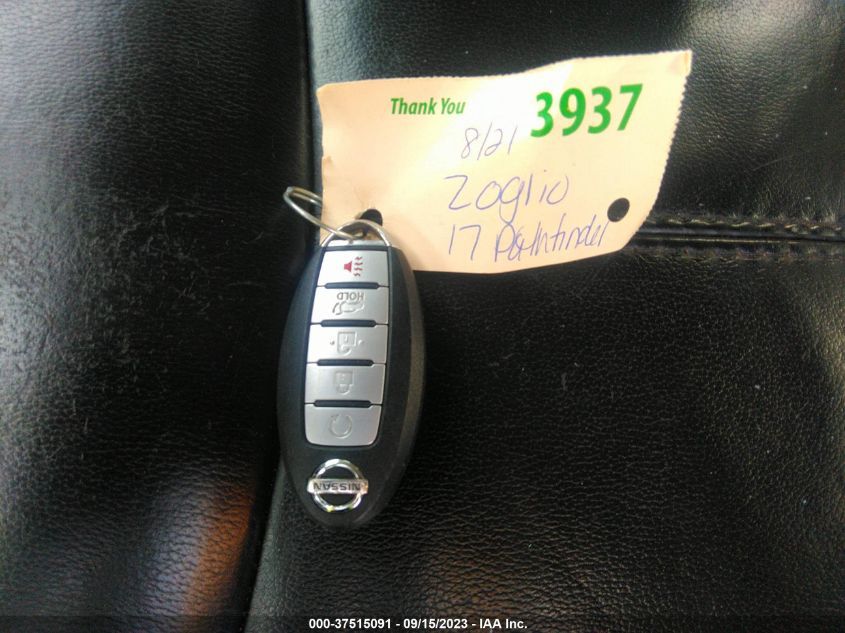 Thank You 3937
8/21
Zoglio
17 Pathfinder
HOLD
NISSAN
000-37515091 - 09/15/2023 - IAA Inc.